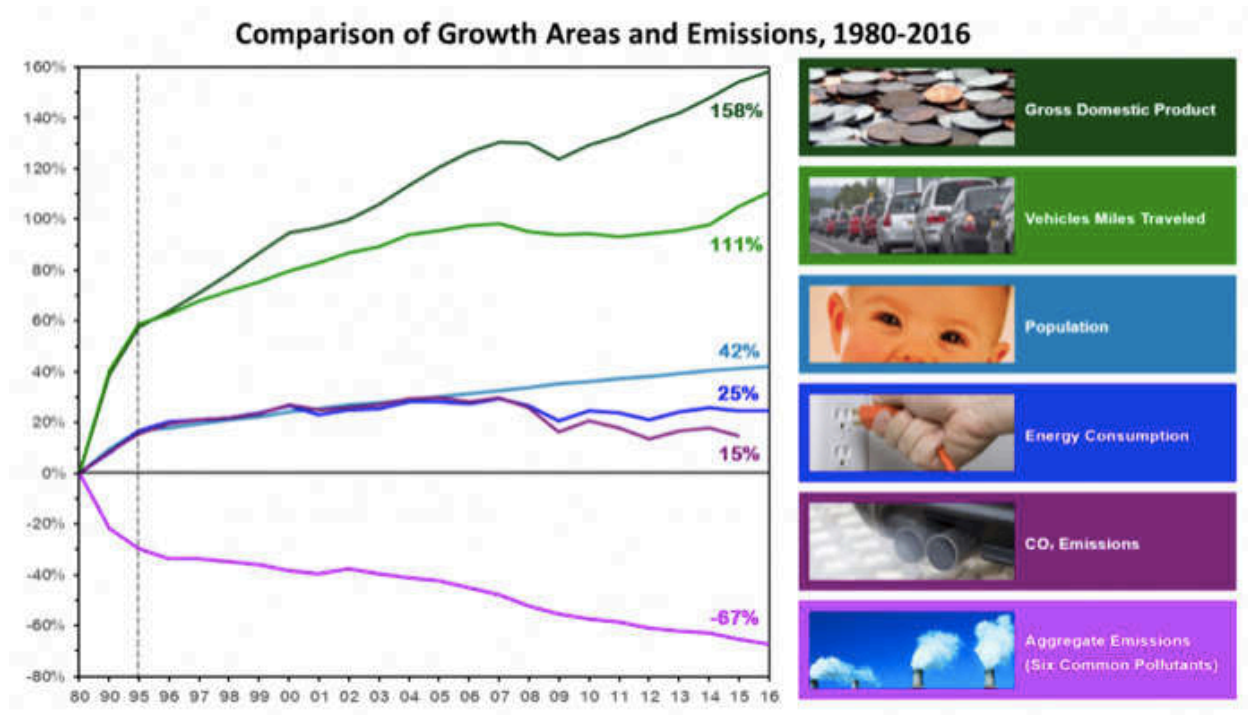 Comparison of Growth Areas and Emissions, 1980-2016
160%
140%
120%
100%
80%
60%
40%
20%
0%
-20%
-40%
-60%
-80%
158%
111%
42%
25%
15%
-67%
80 90 95 96 97 98 99 00 01 02 03 04 05 06 07 08 09 10 11 12 13 14 15 16
Gross Domestic Product
Vehicles Miles Traveled
Population
Energy Consumption
CO₂ Emissions
Aggregate Emissions
(Six Common Pollutants)